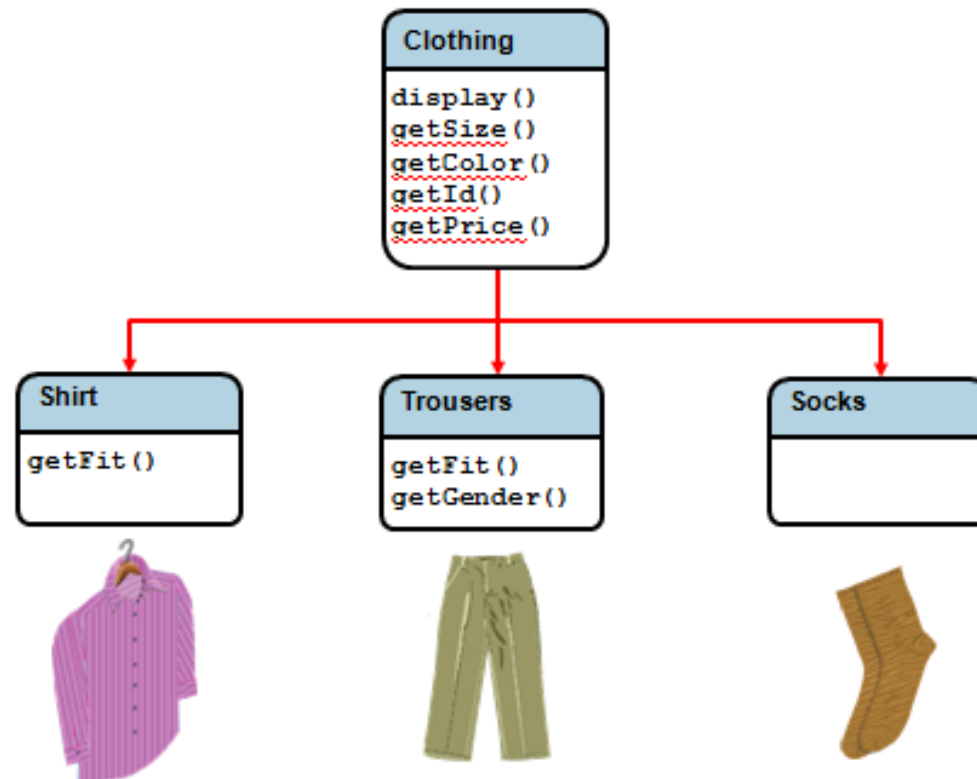 Clothing
display()
getSize()
getColor()
getId()
getPrice()
Shirt
getFit()
Trousers
getFit()
getGender()
Socks